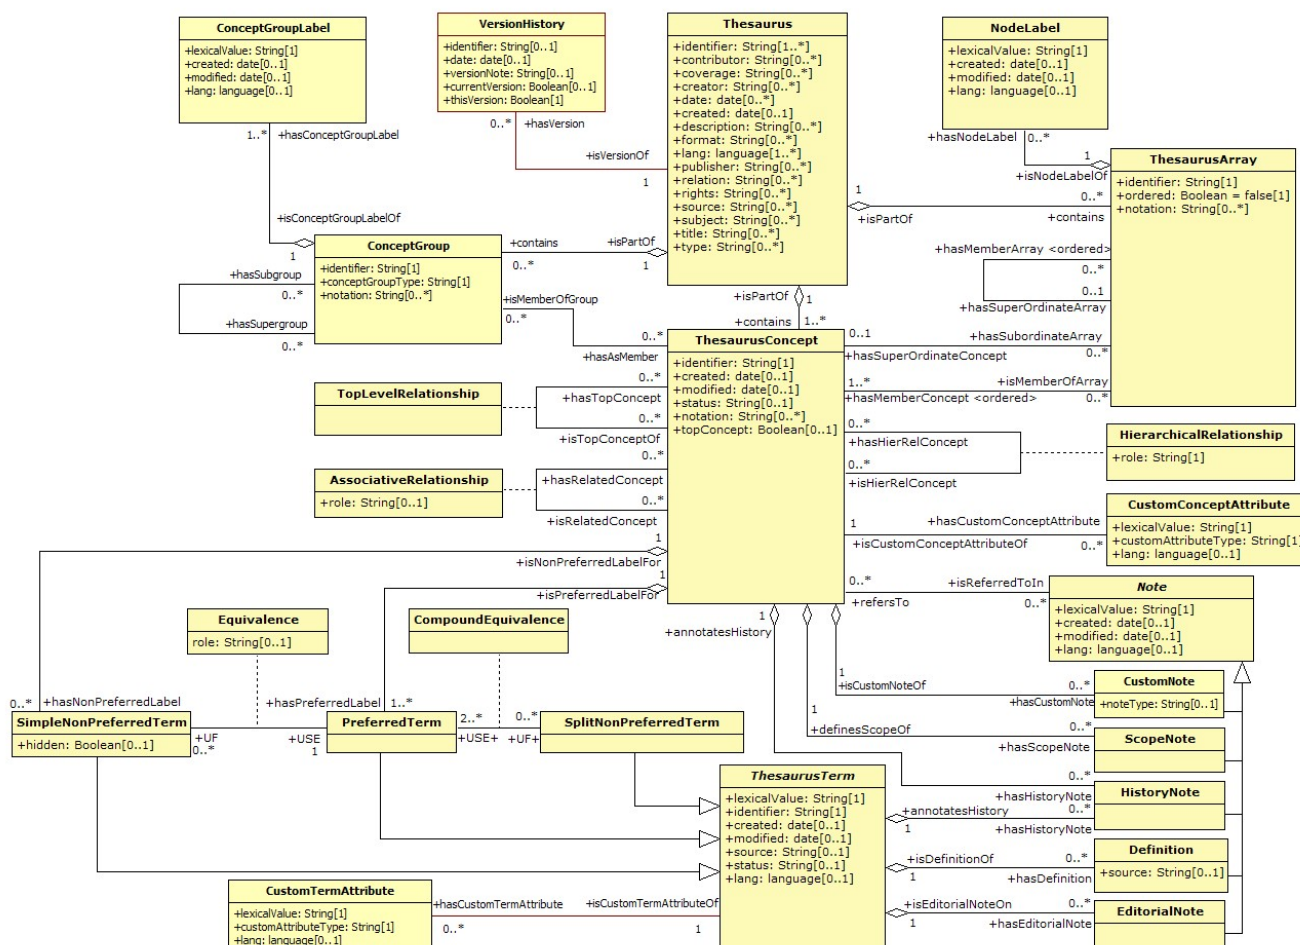 ConceptGroupLabel
+lexicalValue: String[1]
+created: date[0..1]
+modified: date[0..1]
+lang: language[0..1]
VersionHistory
+identifier: String[0..1]
+date: date[0..1]
+versionNote: String[0..1]
+currentVersion: Boolean[0..1]
+thisVersion: Boolean[1]
Thesaurus
+identifier: String[1..*]
+contributor: String[0..*]
+coverage: String[0..*]
+creator: String[0..*]
+date: date[0..*]
+created: date[0..1]
+description: String[0..*]
+format: String[0..*]
+lang: language[1..*]
+publisher: String[0..*]
+relation: String[0..*]
+rights: String[0..*]
+source: String[0..*]
+subject: String[0..*]
+title: String[0..*]
+type: String[0..*]
NodeLabel
+lexicalValue: String[1]
+created: date[0..1]
+modified: date[0..1]
+lang: language[0..1]
1..* +hasConceptGroupLabel
0..* +hasVersion
+isVersionOf
1
+hasNodeLabel 0..*
1
+isNodeLabelOf
ThesaurusArray
+identifier: String[1]
+ordered: Boolean = false[1]
+notation: String[0..*]
1
+isPartOf
0..*
+contains
+isConceptGroupLabelOf
1
ConceptGroup
+identifier: String[1]
+conceptGroupType: String[1]
+notation: String[0..*]
+contains
0..*
+isPartOf
1
+hasSubgroup
0..*
+hasSupergroup
0..*
+hasMemberArray <ordered>
0..*
0..1
+hasSuperOrdinateArray
+isMemberOfGroup
0..*
0..*
+hasAsMember
+isPartOf 1
+contains 1..*
ThesaurusConcept
+identifier: String[1]
+created: date[0..1]
+modified: date[0..1]
+status: String[0..1]
+notation: String[0..*]
+topConcept: Boolean[0..1]
0..1
+hasSuperOrdinateConcept
+hasSubordinateArray
0..*
1..*
+hasMemberConcept <ordered>
+isMemberOfArray
0..*
TopLevelRelationship
0..*
+hasTopConcept
0..*
+isTopConceptOf
0..*
+hasHierRelConcept
0..*
+isHierRelConcept
HierarchicalRelationship
+role: String[1]
AssociativeRelationship
+role: String[0..1]
0..*
+hasRelatedConcept
0..*
+isRelatedConcept
1
+isCustomConceptAttributeOf
+hasCustomConceptAttribute
0..*
CustomConceptAttribute
+lexicalValue: String[1]
+customAttributeType: String[1]
+lang: language[0..1]
1
+isNonPreferredLabelFor
1
+isPreferredLabelFor
0..*
+refersTo
+isReferredToIn
0..*
Note
+lexicalValue: String[1]
+created: date[0..1]
+modified: date[0..1]
+lang: language[0..1]
Equivalence
role: String[0..1]
CompoundEquivalence
1
+annotatesHistory
1
+isCustomNoteOf
0..*
+hasCustomNote
CustomNote
+noteType: String[0..1]
0..* +hasNonPreferredLabel
+hasPreferredLabel 1..*
SimpleNonPreferredTerm
+hidden: Boolean[0..1]
+UF
0..*
+USE
1
PreferredTerm
2..*
+USE+
0..*
+UF+
SplitNonPreferredTerm
1
+definesScopeOf
0..*
+hasScopeNote
ScopeNote
ThesaurusTerm
+lexicalValue: String[1]
+identifier: String[1]
+created: date[0..1]
+modified: date[0..1]
+source: String[0..1]
+status: String[0..1]
+lang: language[0..1]
0..*
+hasHistoryNote
HistoryNote
+annotatesHistory
1
0..*
+hasHistoryNote
+isDefinitionOf
1
0..*
+hasDefinition
Definition
+source: String[0..1]
+isEditorialNoteOn
1
0..*
+hasEditorialNote
EditorialNote
CustomTermAttribute
+lexicalValue: String[1]
+customAttributeType: String[1]
+lang: language[0..1]
+hasCustomTermAttribute
0..*
+isCustomTermAttributeOf
1